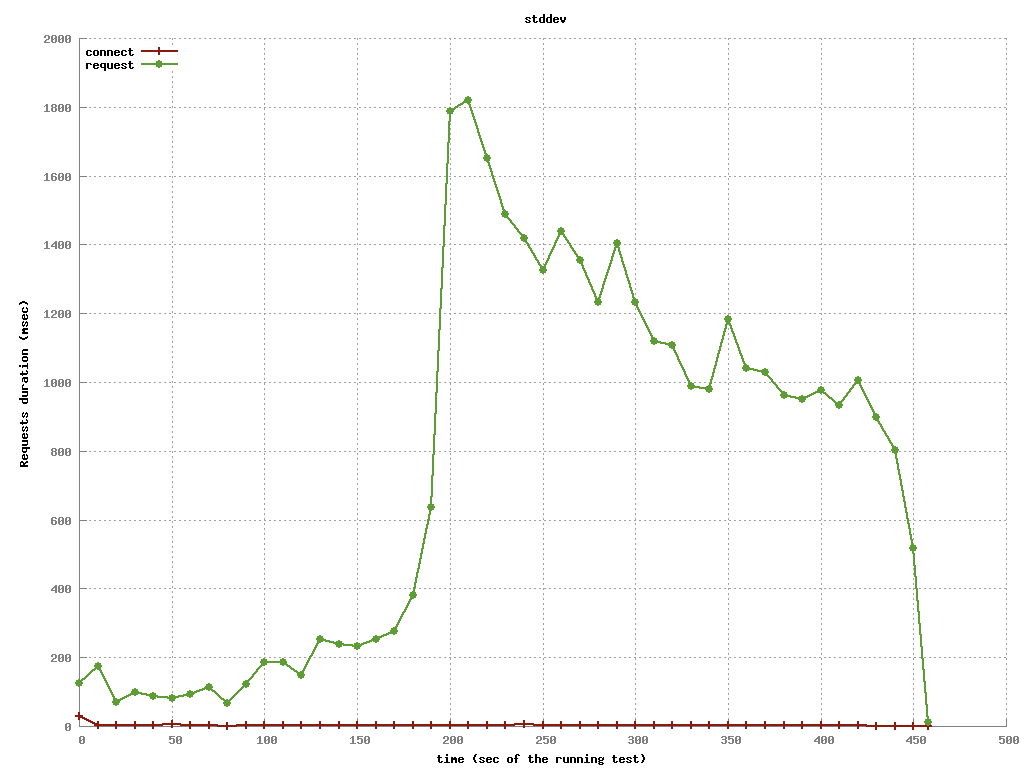 stddev
connect
request
2000
1800
1600
1400
1200
1000
800
600
400
200
0
Requests duration (msec)
0 50 100 150 200 250 300 350 400 450 500
time (sec of the running test)